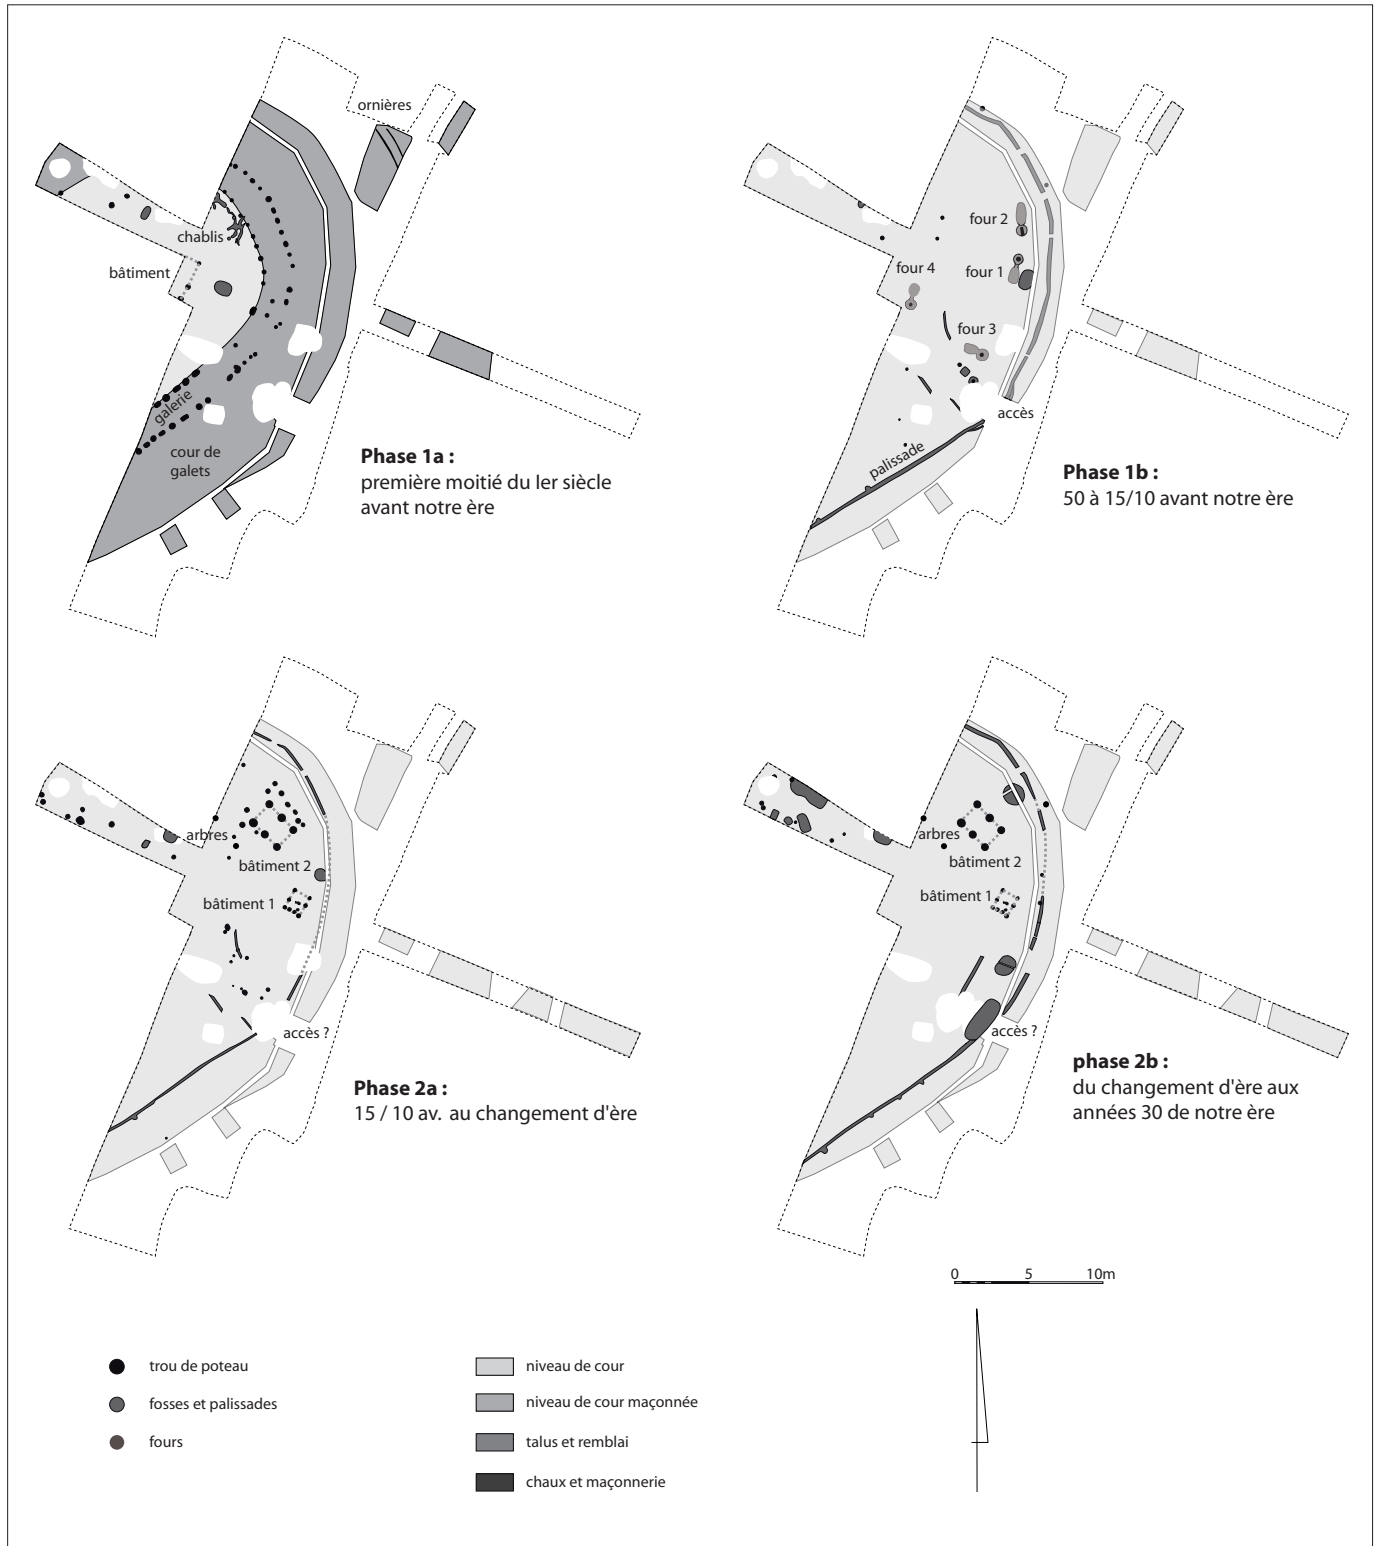 ornières
chablis
bâtiment
galerie
cour de
galets
Phase 1a :
première moitié du Ier siècle
avant notre ère
four 2
four 4
four 1
four 3
accès
palissade
Phase 1b :
50 à 15/10 avant notre ère
arbres
bâtiment 2
bâtiment 1
accès ?
Phase 2a :
15 / 10 av. au changement d'ère
arbres
bâtiment 2
bâtiment 1
accès ?
phase 2b :
du changement d'ère aux
années 30 de notre ère
0 5 10m
trou de poteau
fosses et palissades
fours
niveau de cour
niveau de cour maçonnée
talus et remblai
chaux et maçonnerie